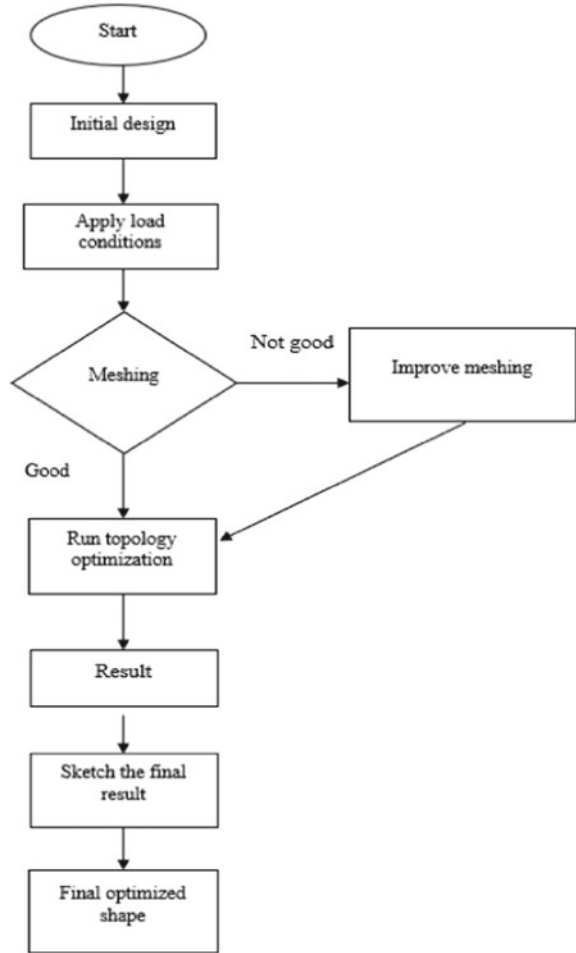 Start
Initial design
Apply load
conditions
Meshing
Not good
Improve meshing
Good
Run topology
optimization
Result
Sketch the final
result
Final optimized
shape